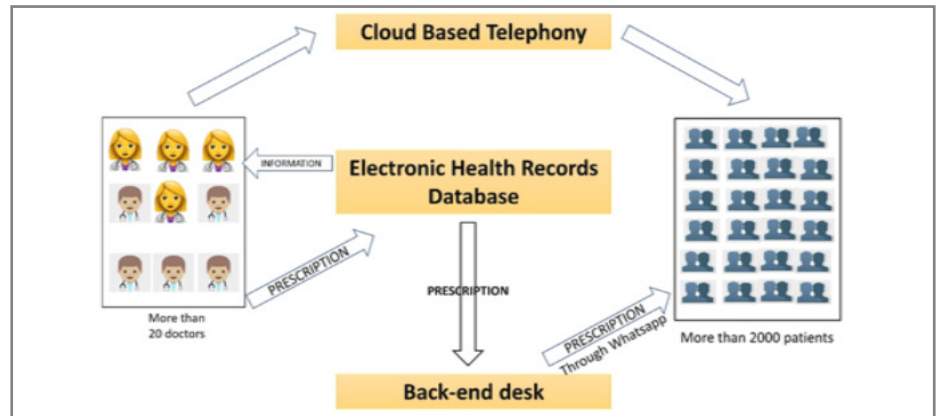 Cloud Based Telephony
INFORMATION
Electronic Health Records
Database
PRESCRIPTION
PRESCRIPTION
More than
20 doctors
PRESCRIPTION
Through Whatsapp
More than 2000 patients
Back-end desk